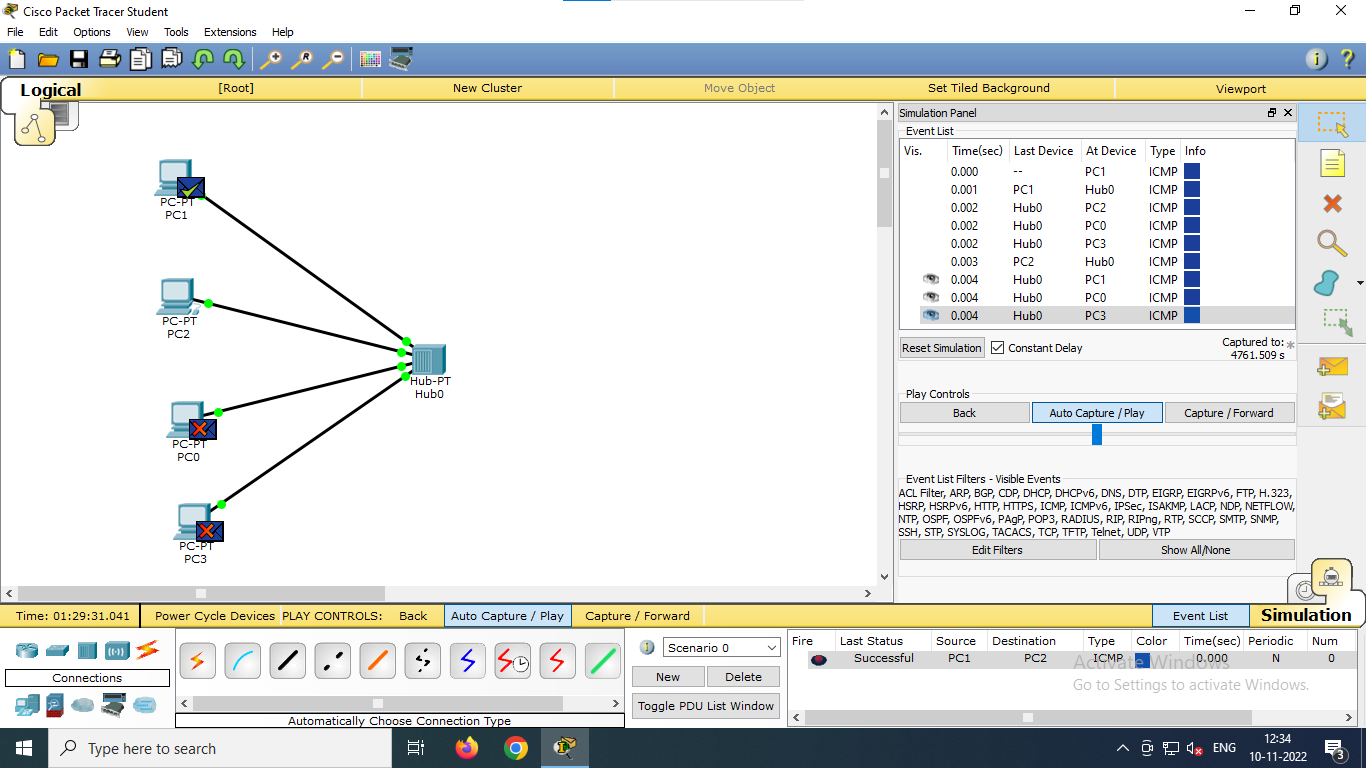 Cisco Packet Tracer Student
File Edit Options View Tools Extensions Help
Logical [Root] New Cluster Move Object Set Tiled Background Viewport
PC-PT
PC1
PC-PT
PC2
PC-PT
PC0
PC-PT
PC3
Hub-PT
Hub0
Simulation Panel
Event List
Vis. Time(sec) Last Device At Device Type Info
0.000 -- PC1 ICMP
0.001 PC1 Hub0 ICMP
0.002 Hub0 PC2 ICMP
0.002 Hub0 PC0 ICMP
0.002 Hub0 PC3 ICMP
0.003 PC2 Hub0 ICMP
0.004 Hub0 PC1 ICMP
0.004 Hub0 PC0 ICMP
0.004 Hub0 PC3 ICMP
Reset Simulation Constant Delay Captured to: *
4761.509 s
Play Controls
Back Auto Capture / Play Capture / Forward
Event List Filters - Visible Events
ACL Filter, ARP, BGP, CDP, DHCP, DHCPv6, DNS, DTP, EIGRP, EIGRPv6, FTP, H.323,
HSRP, HSRPv6, HTTP, HTTPS, ICMP, ICMPv6, IPSec, ISAKMP, LACP, NDP, NETFLOW,
NTP, OSPF, OSPFv6, PAgP, POP3, RADIUS, RIP, RIPng, RTP, SCCP, SMTP, SNMP,
SSH, STP, SYSLOG, TACACS, TCP, TFTP, Telnet, UDP, VTP
Edit Filters Show All/None
Time: 01:29:31.041 Power Cycle Devices PLAY CONTROLS: Back Auto Capture / Play Capture / Forward Event List Simulation
Connections
Automatically Choose Connection Type
Scenario 0
New Delete
Toggle PDU List Window
Fire Last Status Source Destination Type Color Time(sec) Periodic Num
Successful PC1 PC2 ICMP 0.000 N 0
Activate Windows
Go to Settings to activate Windows.
Type here to search
ENG
12:34
10-11-2022
3